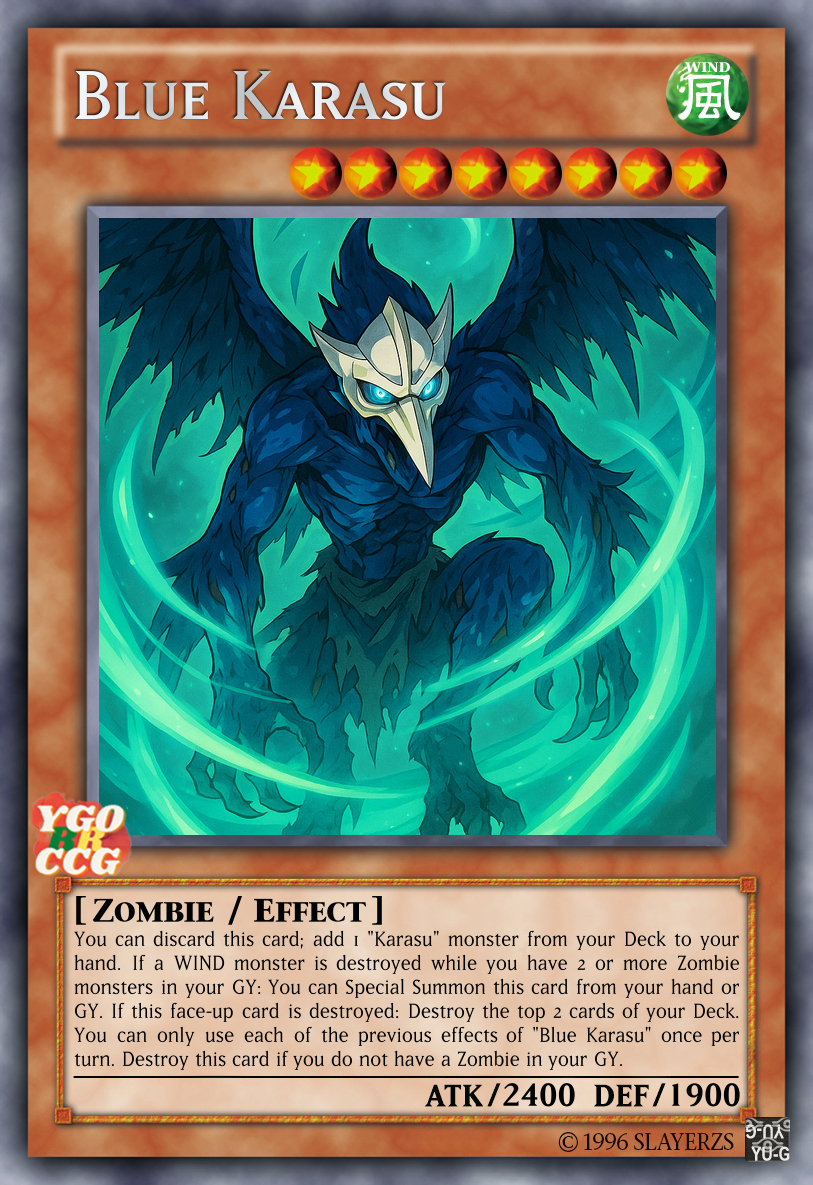 BLUE KARASU
WIND
風
YGO
BR
CCG
[ ZOMBIE / EFFECT ]
You can discard this card; add 1 "Karasu" monster from your Deck to your
hand. If a WIND monster is destroyed while you have 2 or more Zombie
monsters in your GY: You can Special Summon this card from your hand or
GY. If this face-up card is destroyed: Destroy the top 2 cards of your Deck.
You can only use each of the previous effects of "Blue Karasu" once per
turn. Destroy this card if you do not have a Zombie in your GY.
ATK/2400 DEF/1900
© 1996 SLAYERZS
YU-G
YU-G